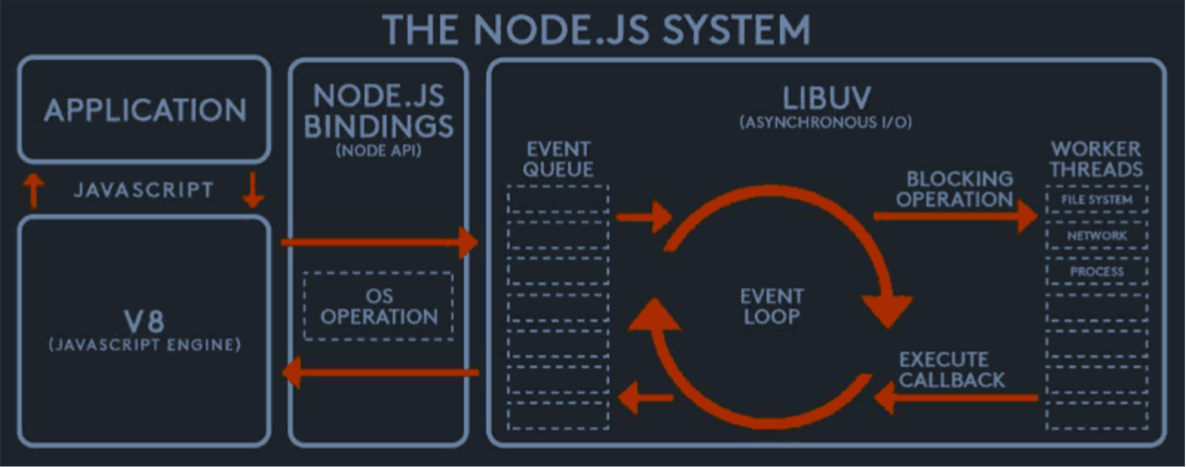 THE NODE.JS SYSTEM
APPLICATION
JAVASCRIPT
V8
(JAVASCRIPT ENGINE)
NODE.JS
BINDINGS
(NODE API)
OS
OPERATION
LIBUV
(ASYNCHRONOUS I/O)
EVENT
QUEUE
EVENT
LOOP
BLOCKING
OPERATION
EXECUTE
CALLBACK
WORKER
THREADS
FILE SYSTEM
NETWORK
PROCESS